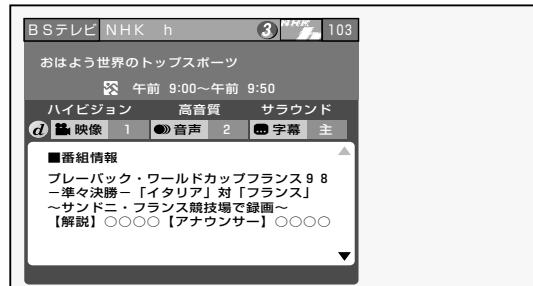 BSテレビ NHK h 3 NHK 103
おはよう世界のトップスポーツ
午前 9:00～午前 9:50
ハイビジョン 高音質 サラウンド
d 映像 1 音声 2 字幕 主
■番組情報
プレーバック・ワールドカップフランス98
－準々決勝－「イタリア」対「フランス」
～サンドニ・フランス競技場で録画～
【解説】○○○○【アナウンサー】○○○○